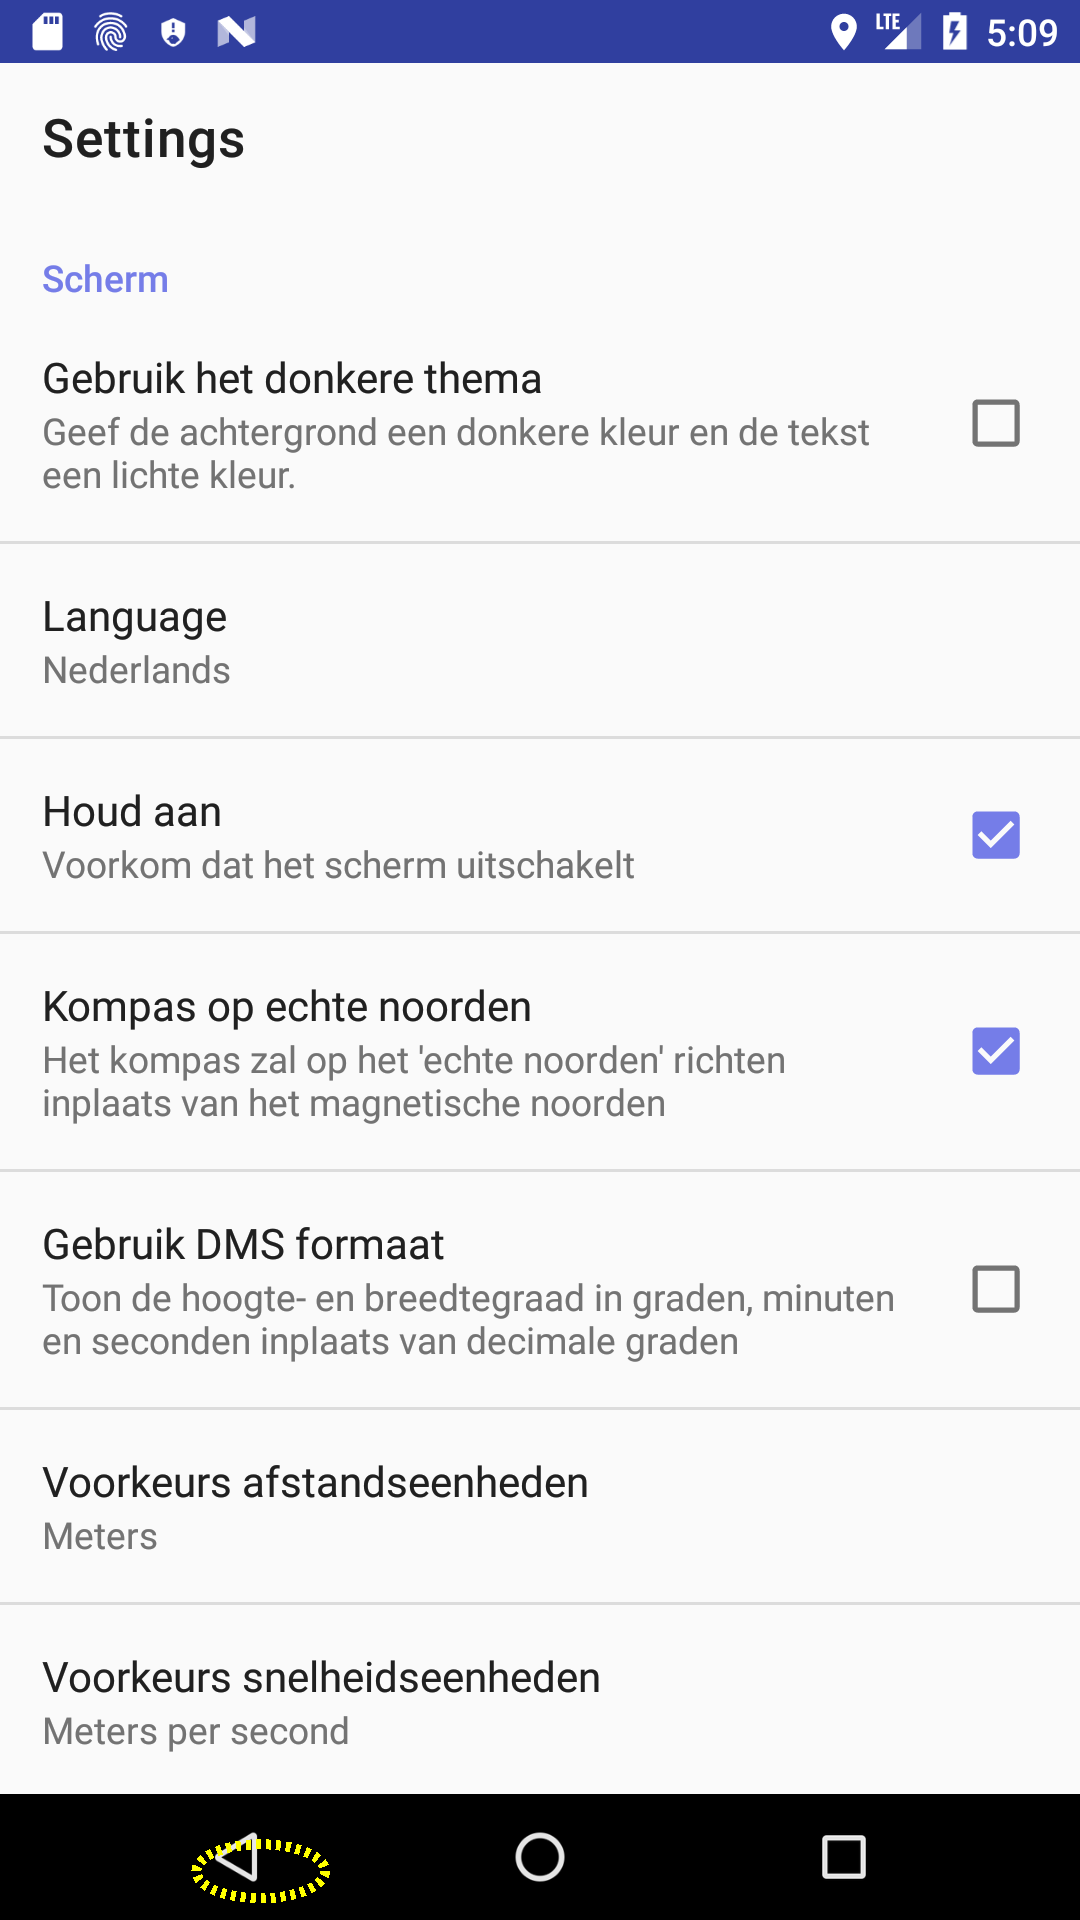 LTE 5:09
Settings
Scherm
Gebruik het donkere thema
Geef de achtergrond een donkere kleur en de tekst
een lichte kleur.
Language
Nederlands
Houd aan
Voorkom dat het scherm uitschakelt
Kompas op echte noorden
Het kompas zal op het 'echte noorden' richten
inplaats van het magnetische noorden
Gebruik DMS formaat
Toon de hoogte- en breedtegraad in graden, minuten
en seconden inplaats van decimale graden
Voorkeurs afstandseenheden
Meters
Voorkeurs snelheidseenheden
Meters per second